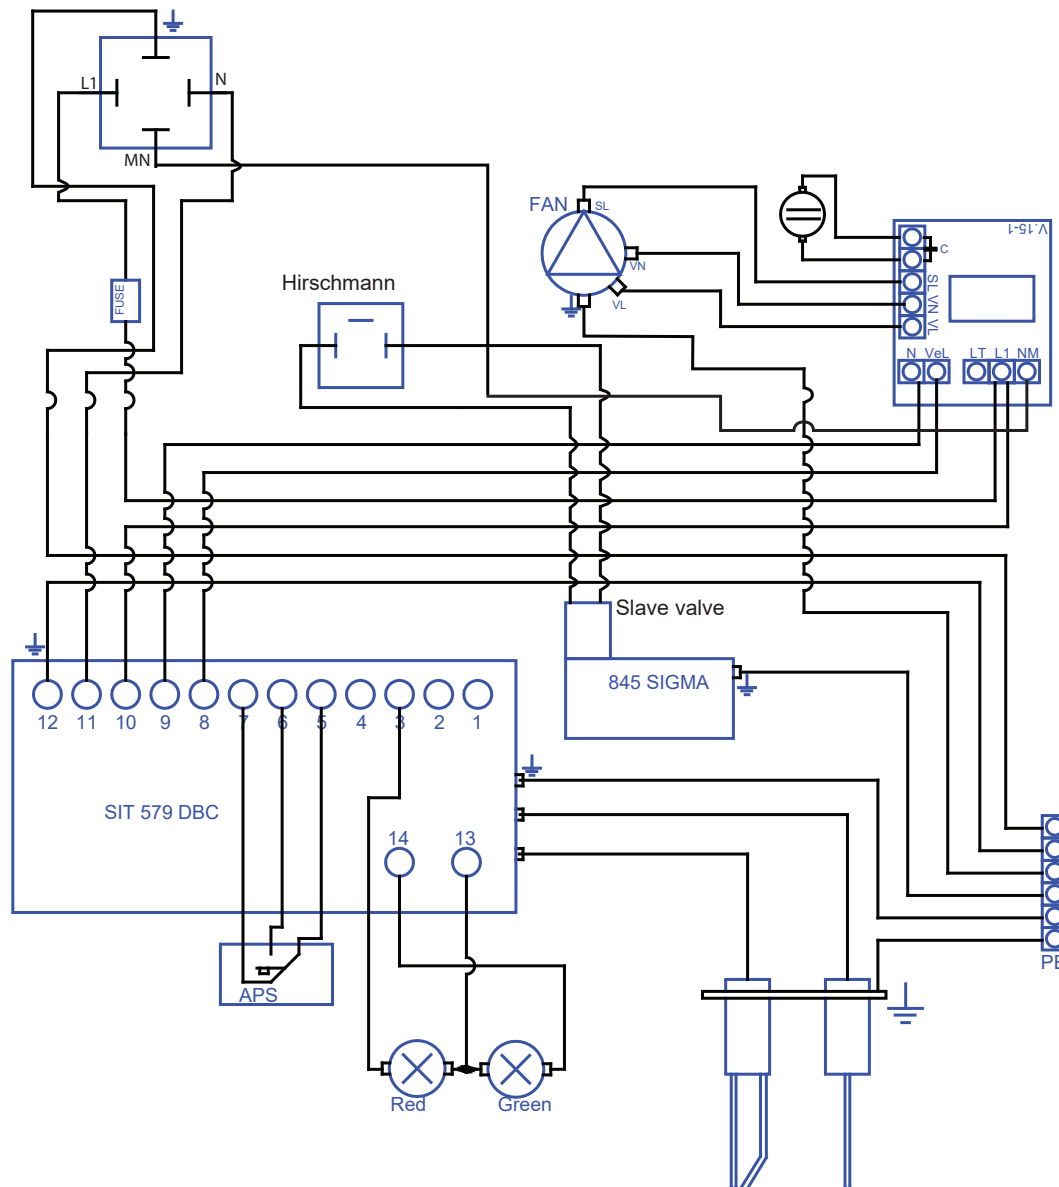 L1
N
MN
FUSE
Hirschmann
FAN
SL
VN
VL
V.15-1
C
SL
VN
VL
N VeL LT L1 NM
Slave valve
845 SIGMA
12 11 10 9 8 7 6 5 4 3 2 1
SIT 579 DBC
14 13
APS
Red
Green
PE